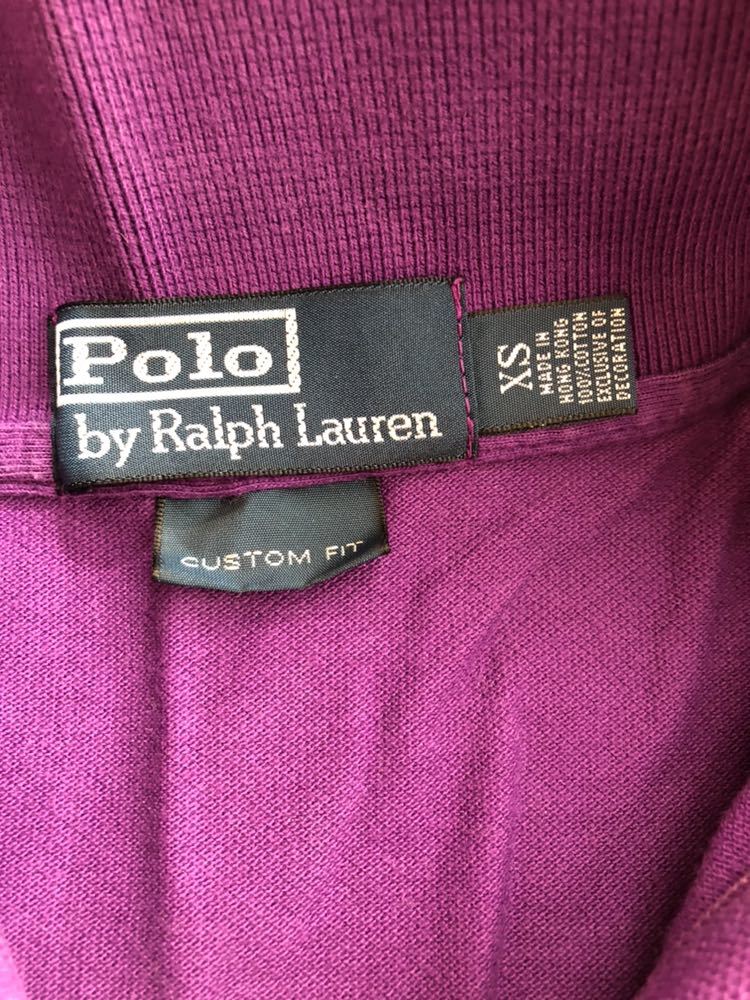 Polo
by Ralph Lauren
XS
MADE IN
HONG KONG
100% COTTON
EXCLUSIVE OF
DECORATION
CUSTOM FIT